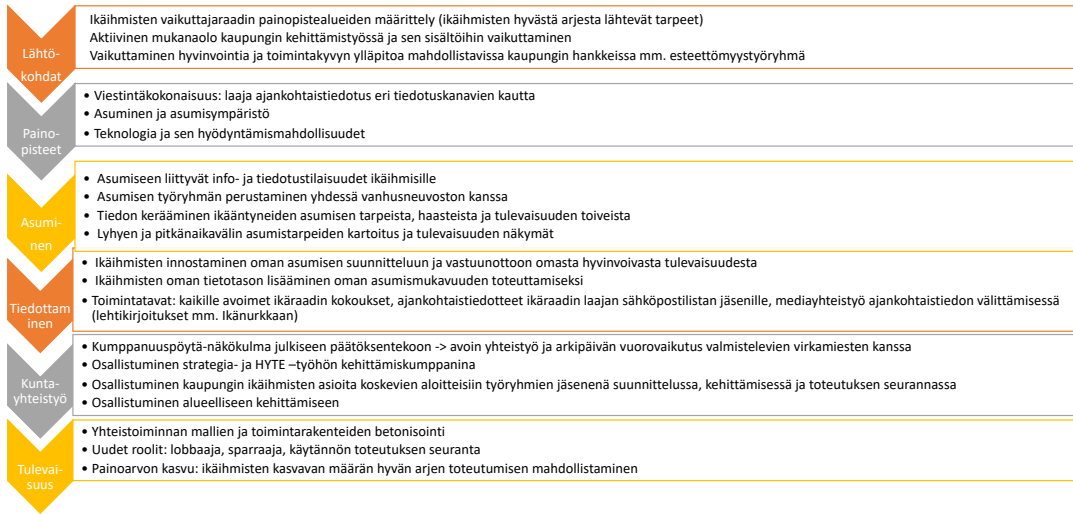 Lähtö-
kohdat
Ikäihmisten vaikuttajaraadin painopistealueiden määrittely (ikäihmisten hyvästä arjesta lähtevät tarpeet)
Aktiivinen mukanaolo kaupungin kehittämistyössä ja sen sisältöihin vaikuttaminen
Vaikuttaminen hyvinvointia ja toimintakyvyn ylläpitoa mahdollistavissa kaupungin hankkeissa mm. esteettömyystyöryhmä
Paino-
pisteet
• Viestintäkokonaisuus: laaja ajankohtaistiedotus eri tiedotuskanavien kautta
• Asuminen ja asumisympäristö
• Teknologia ja sen hyödyntämismahdollisuudet
Asumi-
nen
• Asumiseen liittyvät info- ja tiedotustilaisuudet ikäihmisille
• Asumisen työryhmän perustaminen yhdessä vanhusneuvoston kanssa
• Tiedon kerääminen ikääntyneiden asumisen tarpeista, haasteista ja tulevaisuuden toiveista
• Lyhyen ja pitkänaikavälin asumistarpeiden kartoitus ja tulevaisuuden näkymät
Tiedottam
inen
• Ikäihmisten innostaminen oman asumisen suunnitteluun ja vastuunottoon omasta hyvinvoivasta tulevaisuudesta
• Ikäihmisten oman tietotason lisääminen oman asumismukavuuden toteuttamiseksi
• Toimintatavat: kaikille avoimet ikäraadin kokoukset, ajankohtaistiedotteet ikäraadin laajan sähköpostilistan jäsenille, mediayhteistyö ajankohtaistiedon välittämisessä
(lehtikirjoitukset mm. Ikänurkkaan)
Kunta-
yhteistyö
• Kumppanuuspöytä-näkökulma julkiseen päätöksentekoon -> avoin yhteistyö ja arkipäivän vuorovaikutus valmistelevien virkamiesten kanssa
• Osallistuminen strategia- ja HYTE –työhön kehittämiskumppanina
• Osallistuminen kaupungin ikäihmisten asioita koskevien aloitteisiin työryhmien jäsenenä suunnittelussa, kehittämisessä ja toteutuksen seurannassa
• Osallistuminen alueelliseen kehittämiseen
Tulevai-
suus
• Yhteistoiminnan mallien ja toimintarakenteiden betonisointi
• Uudet roolit: lobbaaja, sparraaja, käytännön toteutuksen seuranta
• Painoarvon kasvu: ikäihmisten kasvavan määrän hyvän arjen toteutumisen mahdollistaminen